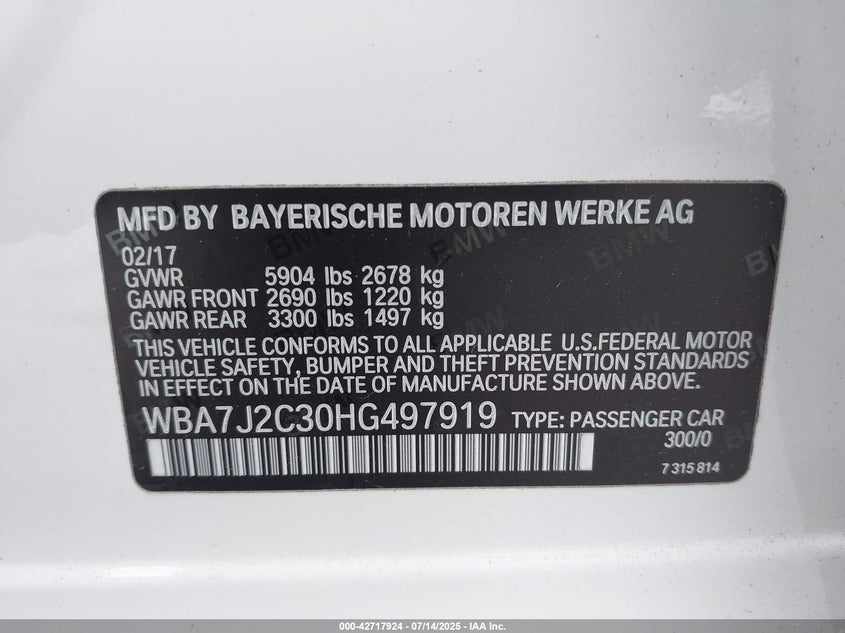 MFD BY BAYERISCHE MOTOREN WERKE AG
02/17
GVWR 5904 lbs 2678 kg
GAWR FRONT 2690 lbs 1220 kg
GAWR REAR 3300 lbs 1497 kg
THIS VEHICLE CONFORMS TO ALL APPLICABLE U.S.FEDERAL MOTOR
VEHICLE SAFETY, BUMPER AND THEFT PREVENTION STANDARDS
IN EFFECT ON THE DATE OF MANUFACTURE SHOWN ABOVE.
WBA7J2C30HG497919 TYPE: PASSENGER CAR
300/0
7 315 814
000-42717924 - 07/14/2025 - IAA Inc.